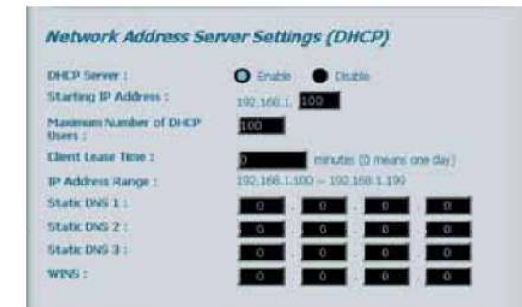 Network Address Server Settings (DHCP)
DHCP Server : Enable Disable
Starting IP Address : 192.168.1. 100
Maximum Number of DHCP Users : 100
Client Lease Time : 0 minutes (0 means one day)
IP Address Range : 192.168.1.100 ~ 192.168.1.199
Static DNS 1 : 0 . 0 . 0 . 0
Static DNS 2 : 0 . 0 . 0 . 0
Static DNS 3 : 0 . 0 . 0 . 0
WINS : 0 . 0 . 0 . 0